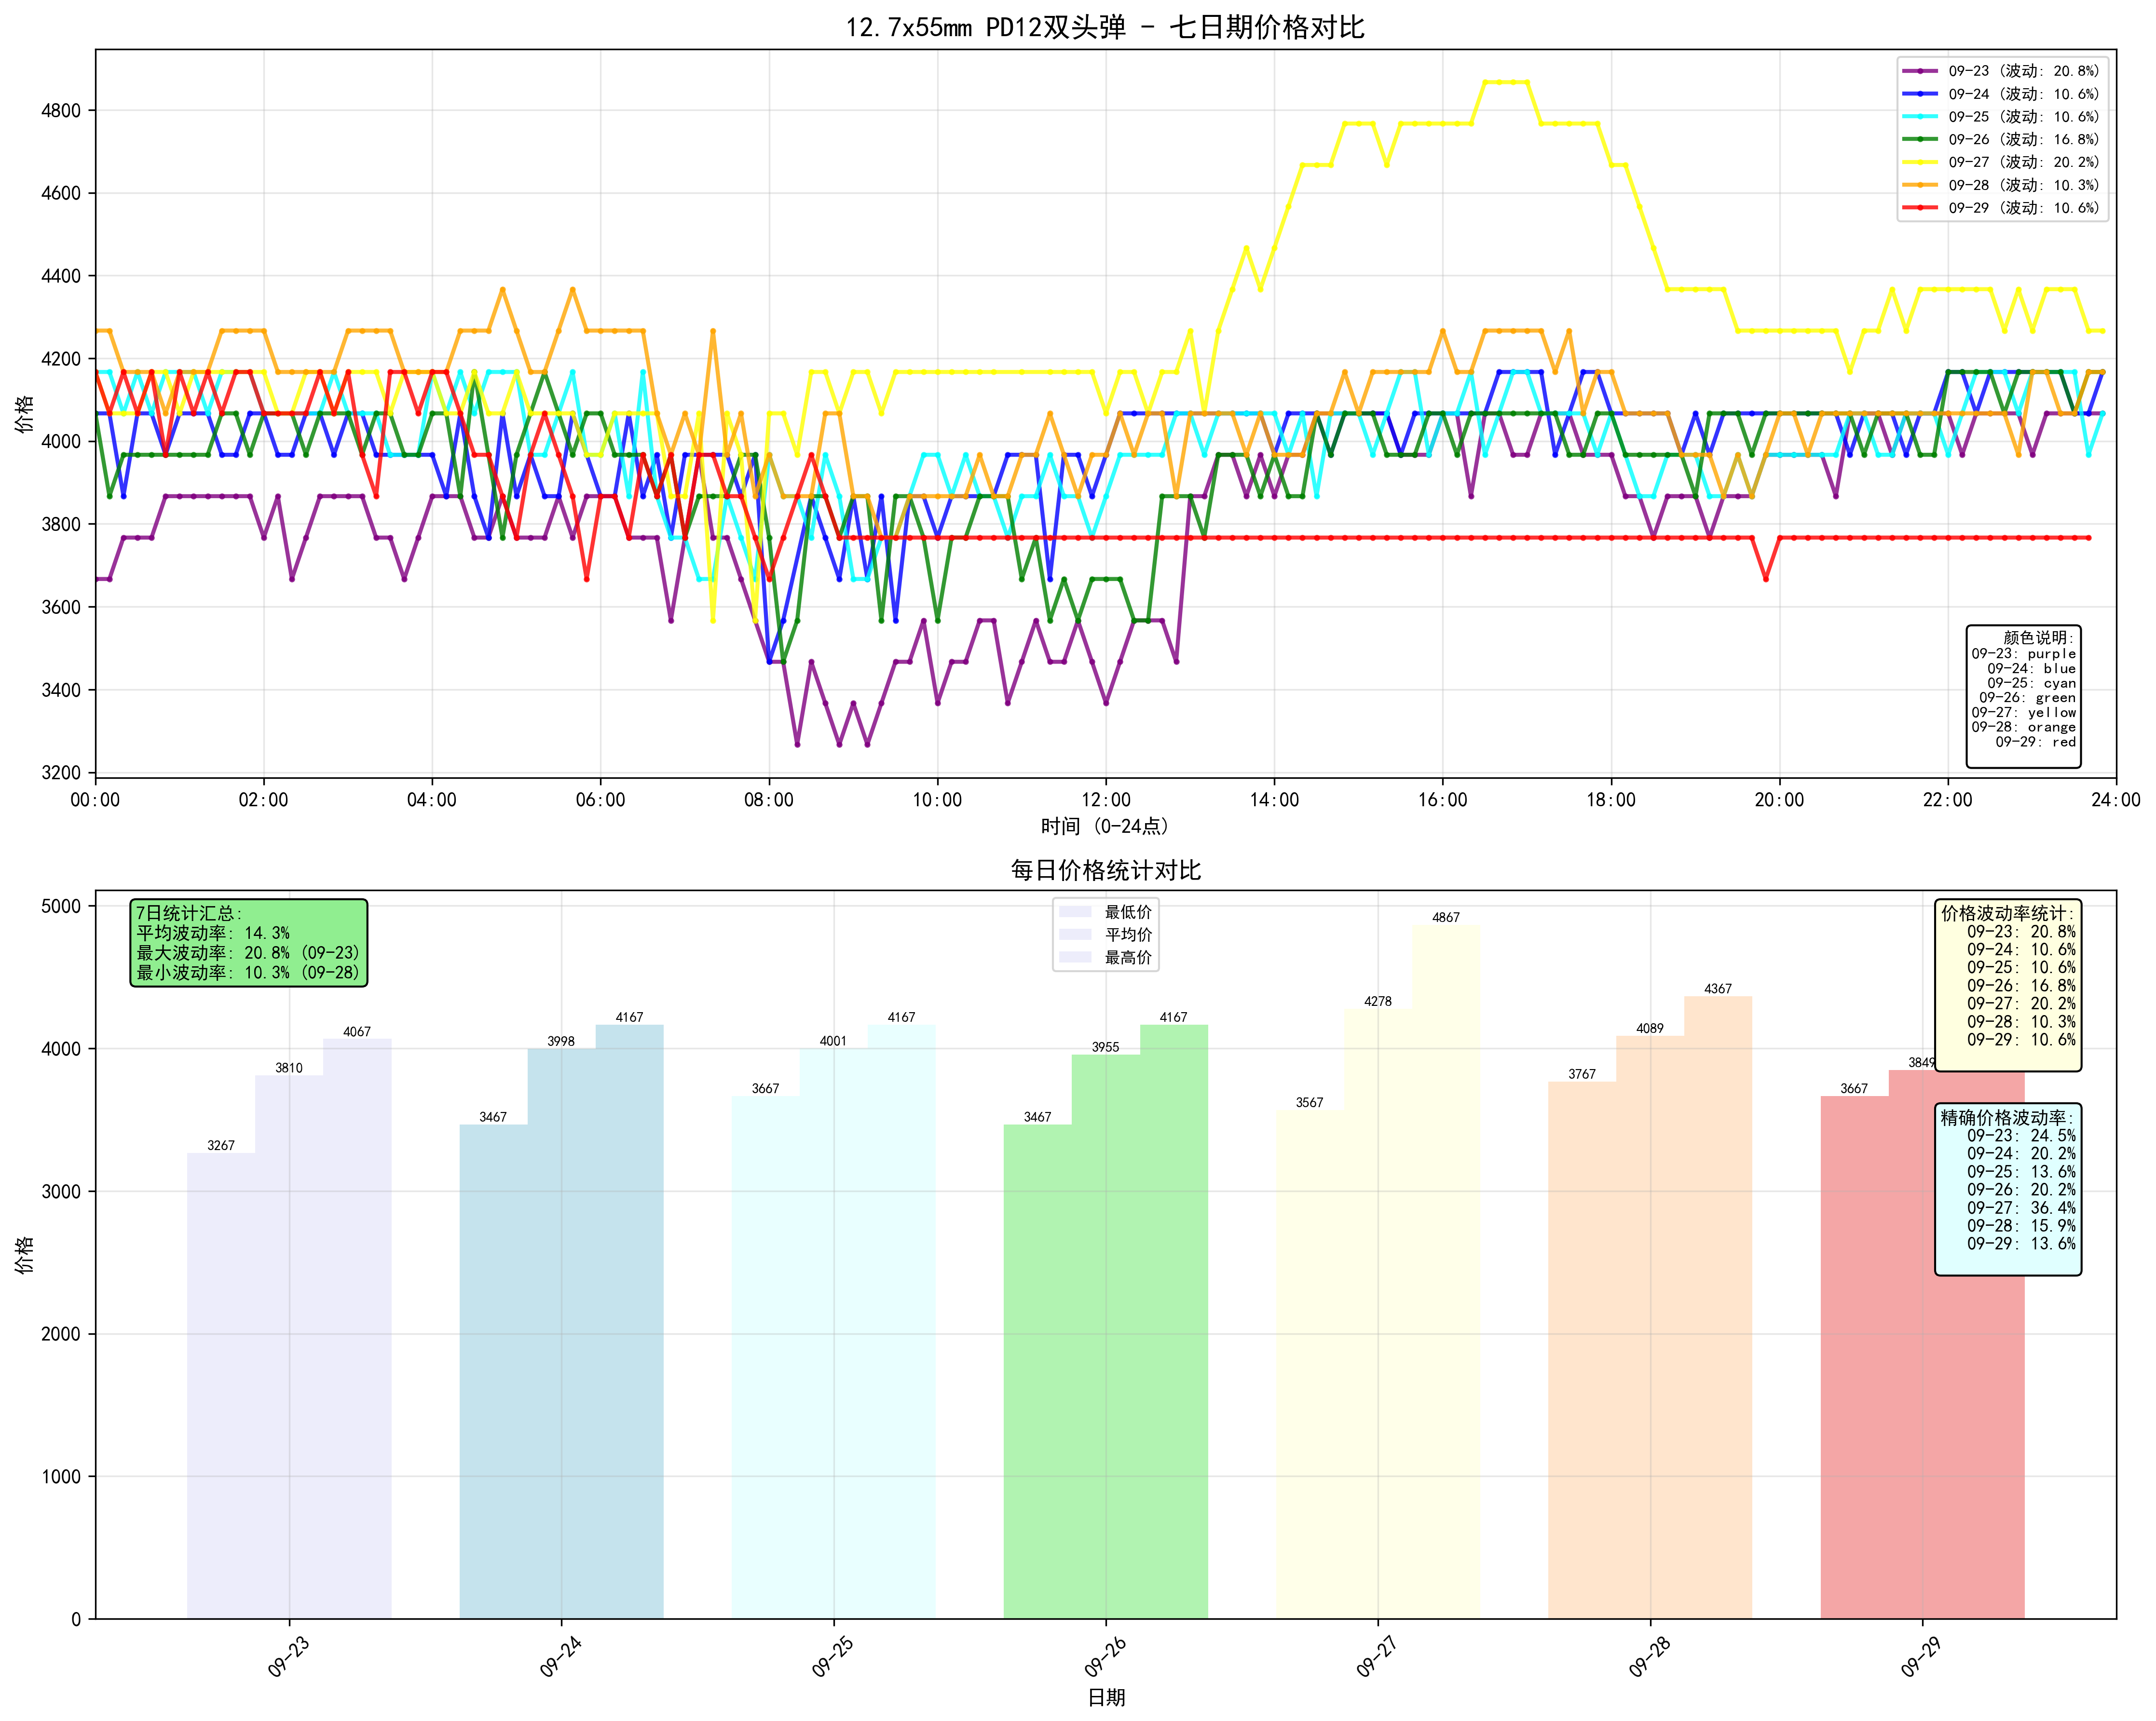 12.7x55mm PD12双头弹 - 七日期价格对比
价格
4800
4600
4400
4200
4000
3800
3600
3400
3200
09-23 (波动: 20.8%)
09-24 (波动: 10.6%)
09-25 (波动: 10.6%)
09-26 (波动: 16.8%)
09-27 (波动: 20.2%)
09-28 (波动: 10.3%)
09-29 (波动: 10.6%)
颜色说明:
09-23: purple
09-24: blue
09-25: cyan
09-26: green
09-27: yellow
09-28: orange
09-29: red
00:00 02:00 04:00 06:00 08:00 10:00 12:00 14:00 16:00 18:00 20:00 22:00 24:00
时间 (0-24点)
每日价格统计对比
价格
5000
4000
3000
2000
1000
0
7日统计汇总:
平均波动率: 14.3%
最大波动率: 20.8% (09-23)
最小波动率: 10.3% (09-28)
最低价
平均价
最高价
价格波动率统计:
09-23: 20.8%
09-24: 10.6%
09-25: 10.6%
09-26: 16.8%
09-27: 20.2%
09-28: 10.3%
09-29: 10.6%
精确价格波动率:
09-23: 24.5%
09-24: 20.2%
09-25: 13.6%
09-26: 20.2%
09-27: 36.4%
09-28: 15.9%
09-29: 13.6%
3267 3810 4067
3467 3998 4167
3667 4001 4167
3467 3955 4167
3567 4278 4867
3767 4089 4367
3667 3849
09-23 09-24 09-25 09-26 09-27 09-28 09-29
日期